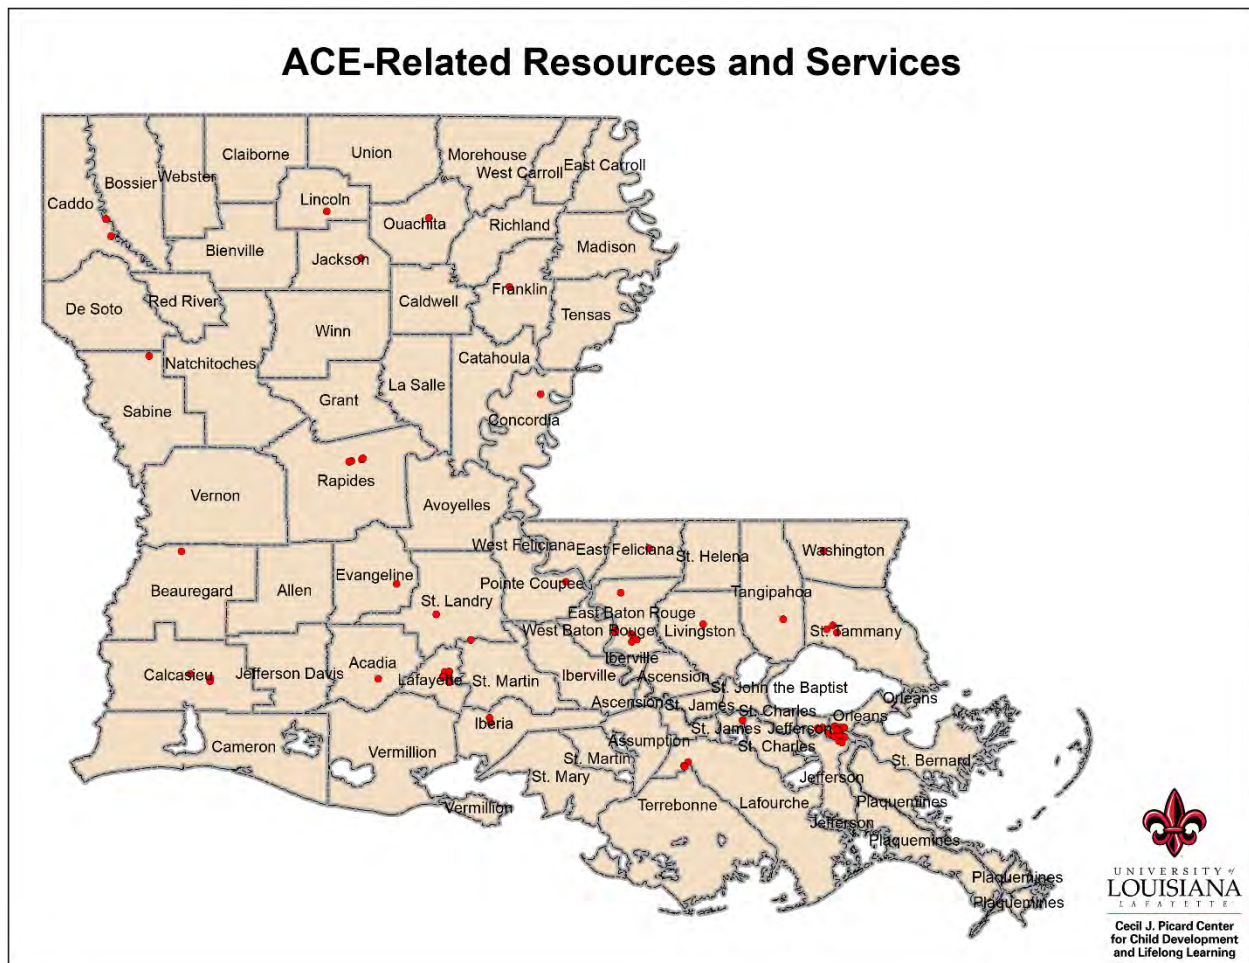 ACE-Related Resources and Services
Claiborne
Union
Morehouse
West Carroll
East Carroll
Webster
Bossier
Caddo
Lincoln
Ouachita
Richland
Madison
Bienville
Jackson
Franklin
De Soto
Red River
Caldwell
Tensas
Winn
Natchitoches
Catahoula
La Salle
Grant
Sabine
Concordia
Rapides
Vernon
Avoyelles
West Feliciana
East Feliciana
St. Helena
Washington
Evangeline
Pointe Coupee
Beauregard
Allen
Tangipahoa
St. Landry
East Baton Rouge
West Baton Rouge
Livingston
St. Tammany
Iberville
Acadia
Calcasieu
Jefferson Davis
Lafayette
St. Martin
Iberville
Ascension
St. John the Baptist
Orleans
Ascension
St. James
St. Charles
Orleans
Iberia
St. James
Jefferson
Assumption
St. Charles
Cameron
Vermillion
St. Martin
St. Bernard
St. Mary
Jefferson
Vermillion
Terrebonne
Lafourche
Plaquemines
Jefferson
Plaquemines
Plaquemines
Plaquemines
UNIVERSITY of
LOUISIANA
LAFAYETTE
Cecil J. Picard Center
for Child Development
and Lifelong Learning